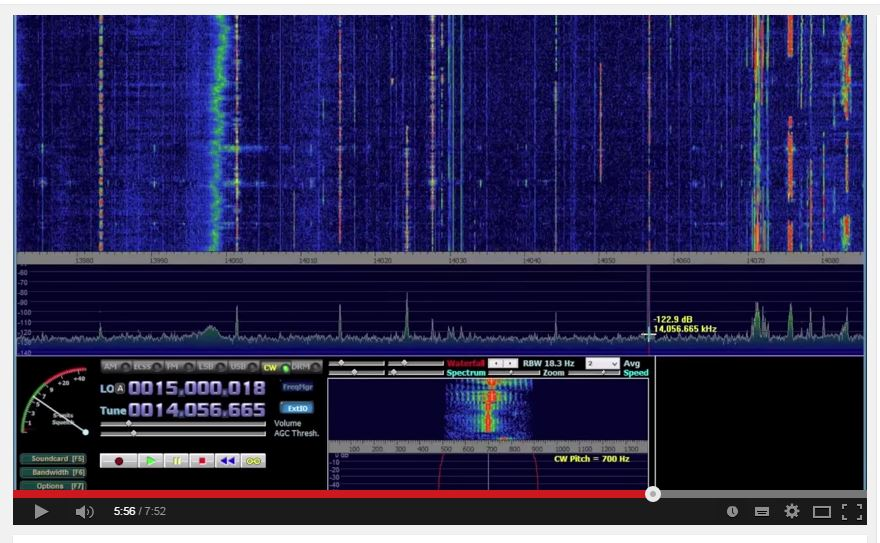 13980 13990 14000 14010 14020 14030 14040 14050 14060 14070 14080
-60
-70
-80
-90
-100
-110
-120
-130
-140
-122.9 dB
14,056.665 kHz
AM ECSS FM LSB USB CW DRM
Waterfall RBW 18.3 Hz 2 Avg
Spectrum Zoom Speed
LO A 0015,000,018 FreqMgr
Tune 0014,056,665 ExtIO
Volume
AGC Thresh.
1 3 5 7 9 +20 +40
S-units
Squelch
Soundcard [F5]
Bandwidth [F6]
Options [F7]
100 200 300 400 500 600 700 800 900 1000 1100 1200 1300
0 dB
-10
-20
-30
-40
CW Pitch = 700 Hz
5:56 / 7:52